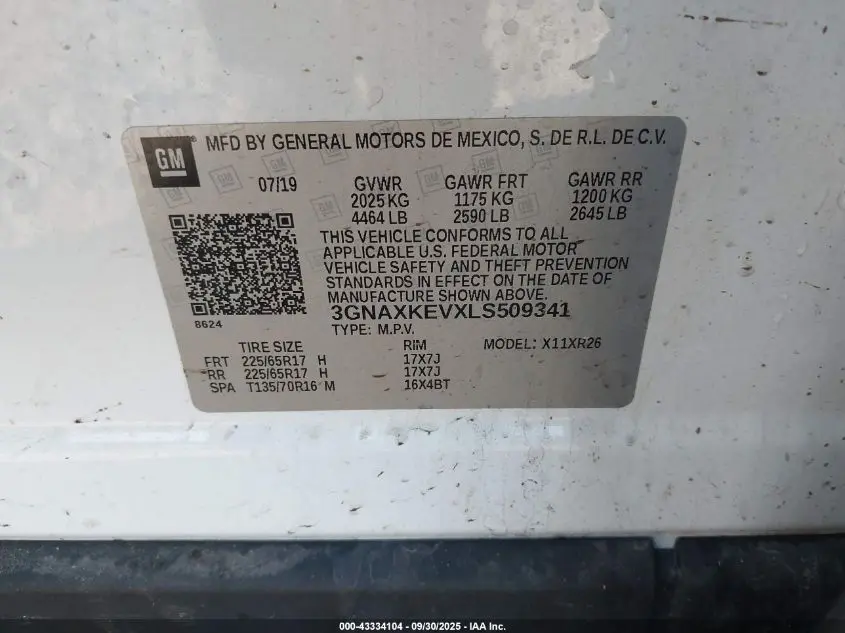 GM
MFD BY GENERAL MOTORS DE MEXICO, S. DE R.L. DE C.V.
07/19 GVWR GAWR FRT GAWR RR
2025 KG 1175 KG 1200 KG
4464 LB 2590 LB 2645 LB
THIS VEHICLE CONFORMS TO ALL
APPLICABLE U.S. FEDERAL MOTOR
VEHICLE SAFETY AND THEFT PREVENTION
STANDARDS IN EFFECT ON THE DATE OF
MANUFACTURE SHOWN ABOVE.
3GNAXKEVXLS509341
8624
TYPE: M.P.V.
TIRE SIZE RIM MODEL: X11XR26
FRT 225/65R17 H 17X7J
RR 225/65R17 H 17X7J
SPA T135/70R16 M 16X4BT
000-43334104 - 09/30/2025 - IAA Inc.